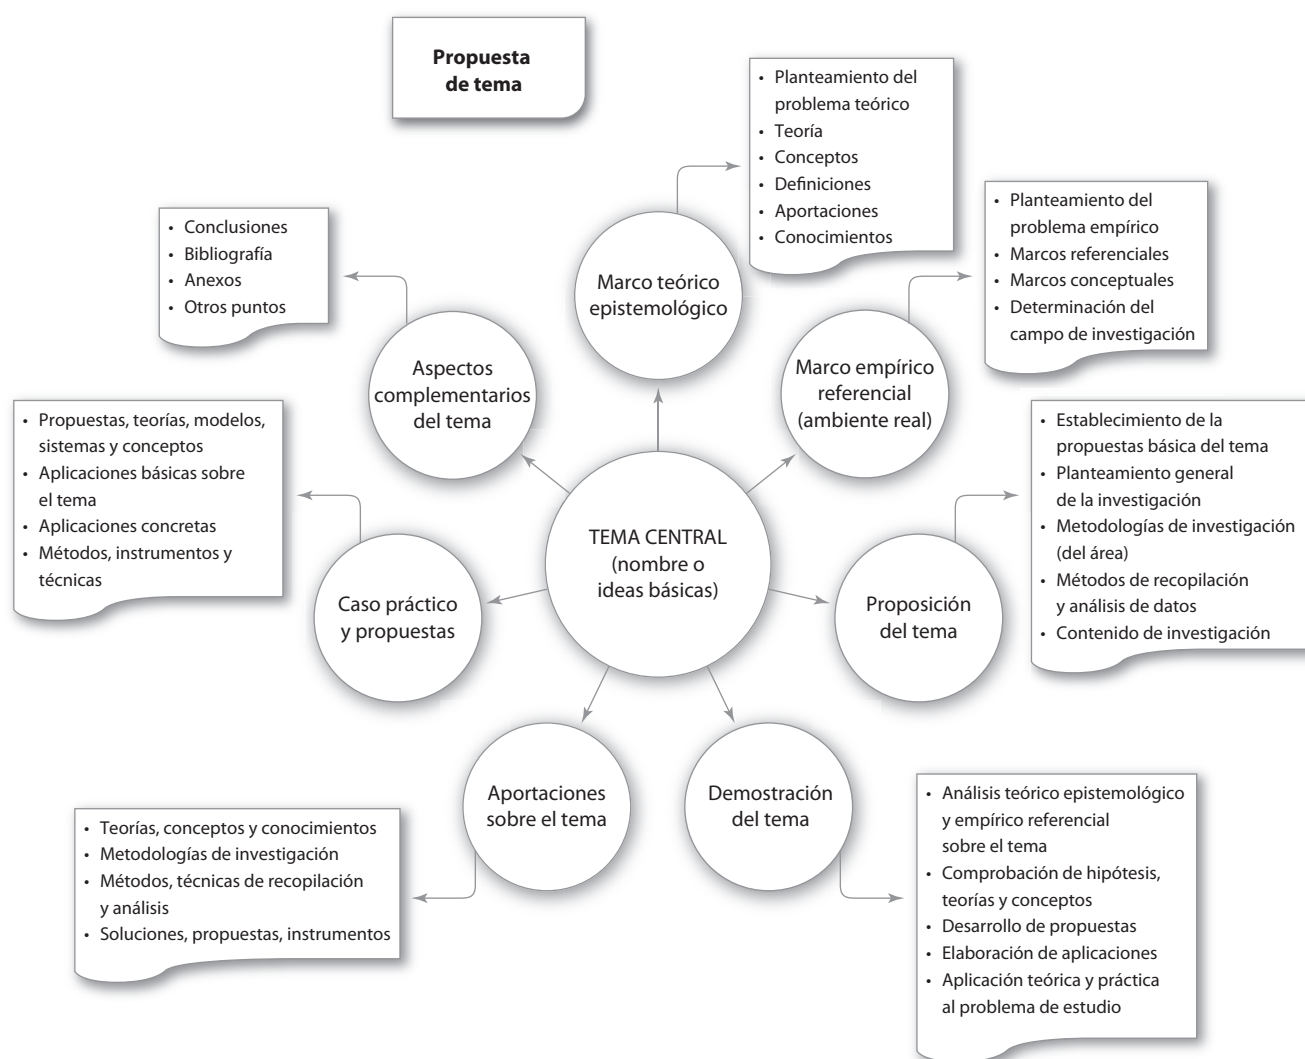 Propuesta
de tema
• Planteamiento del
problema teórico
• Teoría
• Conceptos
• Definiciones
• Aportaciones
• Conocimientos
Marco teórico
epistemológico
• Planteamiento del
problema empírico
• Marcos referenciales
• Marcos conceptuales
• Determinación del
campo de investigación
Marco empírico
referencial
(ambiente real)
• Establecimiento de la
propuestas básica del tema
• Planteamiento general
de la investigación
• Metodologías de investigación
(del área)
• Métodos de recopilación
y análisis de datos
• Contenido de investigación
Proposición
del tema
• Análisis teórico epistemológico
y empírico referencial
sobre el tema
• Comprobación de hipótesis,
teorías y conceptos
• Desarrollo de propuestas
• Elaboración de aplicaciones
• Aplicación teórica y práctica
al problema de estudio
Demostración
del tema
Aportaciones
sobre el tema
• Teorías, conceptos y conocimientos
• Metodologías de investigación
• Métodos, técnicas de recopilación
y análisis
• Soluciones, propuestas, instrumentos
Caso práctico
y propuestas
• Propuestas, teorías, modelos,
sistemas y conceptos
• Aplicaciones básicas sobre
el tema
• Aplicaciones concretas
• Métodos, instrumentos y
técnicas
Aspectos
complementarios
del tema
• Conclusiones
• Bibliografía
• Anexos
• Otros puntos
TEMA CENTRAL
(nombre o
ideas básicas)